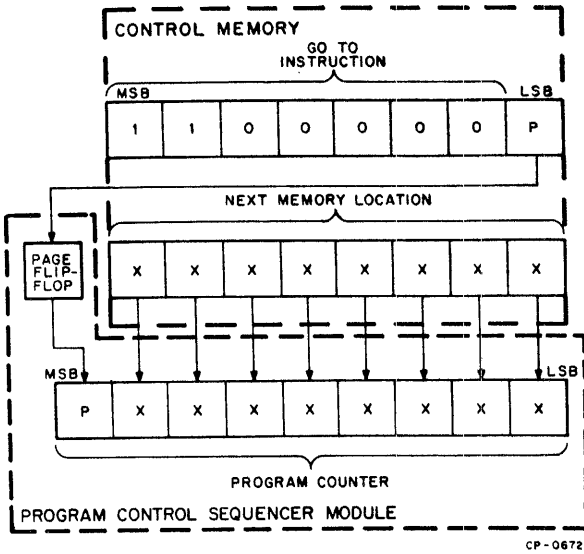 CONTROL MEMORY
GO TO
INSTRUCTION
MSB LSB
1 1 0 0 0 0 0 P
NEXT MEMORY LOCATION
PAGE
FLIP-
FLOP
X X X X X X X X
MSB LSB
P X X X X X X X X
PROGRAM COUNTER
PROGRAM CONTROL SEQUENCER MODULE
CP-0672